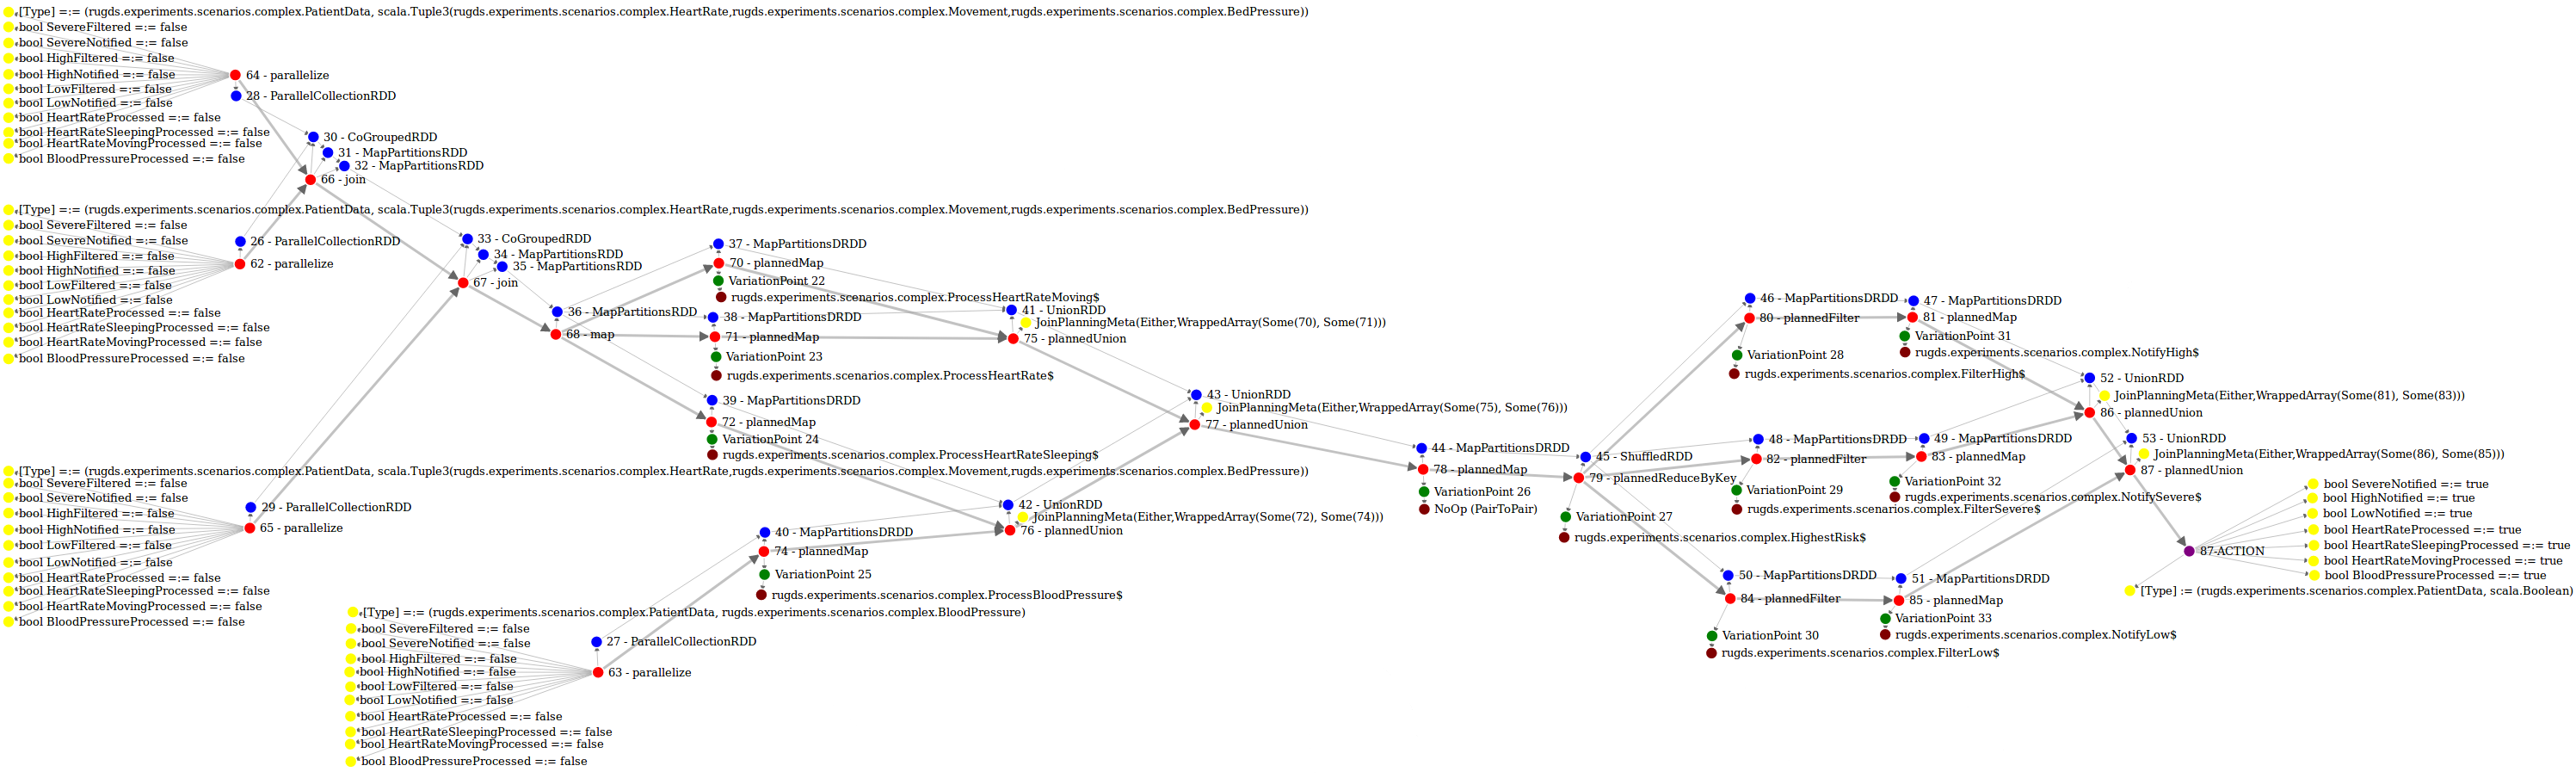 [Type] =:= (rugds.experiments.scenarios.complex.PatientData, scala.Tuple3(rugds.experiments.scenarios.complex.HeartRate,rugds.experiments.scenarios.complex.Movement,rugds.experiments.scenarios.complex.BedPressure))
bool SevereFiltered =:= false
bool SevereNotified =:= false
bool HighFiltered =:= false
bool HighNotified =:= false
bool LowFiltered =:= false
bool LowNotified =:= false
bool HeartRateProcessed =:= false
bool HeartRateSleepingProcessed =:= false
bool HeartRateMovingProcessed =:= false
bool BloodPressureProcessed =:= false
64 - parallelize
28 - ParallelCollectionRDD
30 - CoGroupedRDD
31 - MapPartitionsRDD
32 - MapPartitionsRDD
66 - join
[Type] =:= (rugds.experiments.scenarios.complex.PatientData, scala.Tuple3(rugds.experiments.scenarios.complex.HeartRate,rugds.experiments.scenarios.complex.Movement,rugds.experiments.scenarios.complex.BedPressure))
bool SevereFiltered =:= false
bool SevereNotified =:= false
bool HighFiltered =:= false
bool HighNotified =:= false
bool LowFiltered =:= false
bool LowNotified =:= false
bool HeartRateProcessed =:= false
bool HeartRateSleepingProcessed =:= false
bool HeartRateMovingProcessed =:= false
bool BloodPressureProcessed =:= false
26 - ParallelCollectionRDD
62 - parallelize
33 - CoGroupedRDD
34 - MapPartitionsRDD
35 - MapPartitionsRDD
67 - join
36 - MapPartitionsRDD
68 - map
37 - MapPartitionsDRDD
70 - plannedMap
VariationPoint 22
rugds.experiments.scenarios.complex.ProcessHeartRateMoving$
38 - MapPartitionsDRDD
71 - plannedMap
VariationPoint 23
rugds.experiments.scenarios.complex.ProcessHeartRate$
39 - MapPartitionsDRDD
72 - plannedMap
VariationPoint 24
rugds.experiments.scenarios.complex.ProcessHeartRateSleeping$
41 - UnionRDD
JoinPlanningMeta(Either,WrappedArray(Some(70), Some(71)))
75 - plannedUnion
[Type] =:= (rugds.experiments.scenarios.complex.PatientData, scala.Tuple3(rugds.experiments.scenarios.complex.HeartRate,rugds.experiments.scenarios.complex.Movement,rugds.experiments.scenarios.complex.BedPressure))
bool SevereFiltered =:= false
bool SevereNotified =:= false
bool HighFiltered =:= false
bool HighNotified =:= false
bool LowFiltered =:= false
bool LowNotified =:= false
bool HeartRateProcessed =:= false
bool HeartRateSleepingProcessed =:= false
bool HeartRateMovingProcessed =:= false
bool BloodPressureProcessed =:= false
29 - ParallelCollectionRDD
65 - parallelize
[Type] =:= (rugds.experiments.scenarios.complex.PatientData, rugds.experiments.scenarios.complex.BloodPressure)
bool SevereFiltered =:= false
bool SevereNotified =:= false
bool HighFiltered =:= false
bool HighNotified =:= false
bool LowFiltered =:= false
bool LowNotified =:= false
bool HeartRateProcessed =:= false
bool HeartRateSleepingProcessed =:= false
bool HeartRateMovingProcessed =:= false
bool BloodPressureProcessed =:= false
27 - ParallelCollectionRDD
63 - parallelize
40 - MapPartitionsDRDD
74 - plannedMap
VariationPoint 25
rugds.experiments.scenarios.complex.ProcessBloodPressure$
42 - UnionRDD
JoinPlanningMeta(Either,WrappedArray(Some(72), Some(74)))
76 - plannedUnion
43 - UnionRDD
JoinPlanningMeta(Either,WrappedArray(Some(75), Some(76)))
77 - plannedUnion
44 - MapPartitionsDRDD
78 - plannedMap
VariationPoint 26
NoOp (PairToPair)
45 - ShuffledRDD
79 - plannedReduceByKey
VariationPoint 27
rugds.experiments.scenarios.complex.HighestRisk$
46 - MapPartitionsDRDD
80 - plannedFilter
VariationPoint 28
rugds.experiments.scenarios.complex.FilterHigh$
47 - MapPartitionsDRDD
81 - plannedMap
VariationPoint 31
rugds.experiments.scenarios.complex.NotifyHigh$
48 - MapPartitionsDRDD
82 - plannedFilter
VariationPoint 29
rugds.experiments.scenarios.complex.FilterSevere$
49 - MapPartitionsDRDD
83 - plannedMap
VariationPoint 32
rugds.experiments.scenarios.complex.NotifySevere$
50 - MapPartitionsDRDD
84 - plannedFilter
VariationPoint 30
rugds.experiments.scenarios.complex.FilterLow$
51 - MapPartitionsDRDD
85 - plannedMap
VariationPoint 33
rugds.experiments.scenarios.complex.NotifyLow$
52 - UnionRDD
JoinPlanningMeta(Either,WrappedArray(Some(81), Some(83)))
86 - plannedUnion
53 - UnionRDD
JoinPlanningMeta(Either,WrappedArray(Some(86), Some(85)))
87 - plannedUnion
bool SevereNotified =:= true
bool HighNotified =:= true
bool LowNotified =:= true
bool HeartRateProcessed =:= true
bool HeartRateSleepingProcessed =:= true
bool HeartRateMovingProcessed =:= true
bool BloodPressureProcessed =:= true
87-ACTION
[Type] := (rugds.experiments.scenarios.complex.PatientData, scala.Boolean)